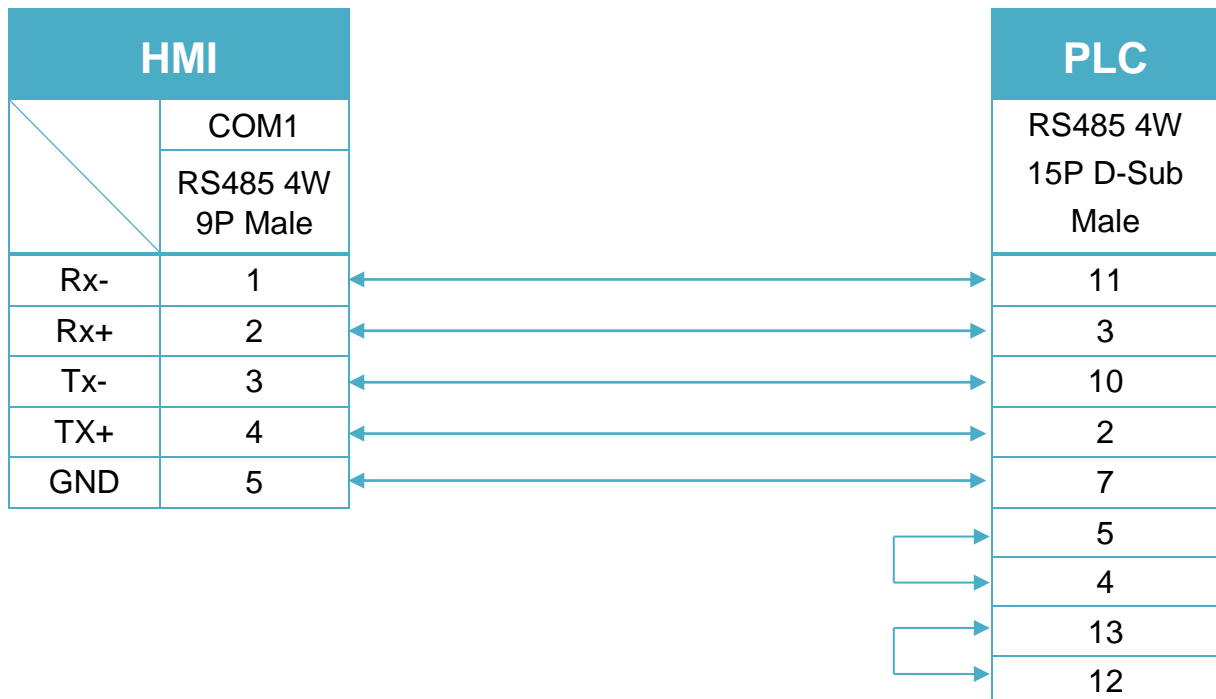 HMI
PLC
COM1
RS485 4W
9P Male
RS485 4W
15P D-Sub
Male
Rx- 1 11
Rx+ 2 3
Tx- 3 10
TX+ 4 2
GND 5 7
5
4
13
12